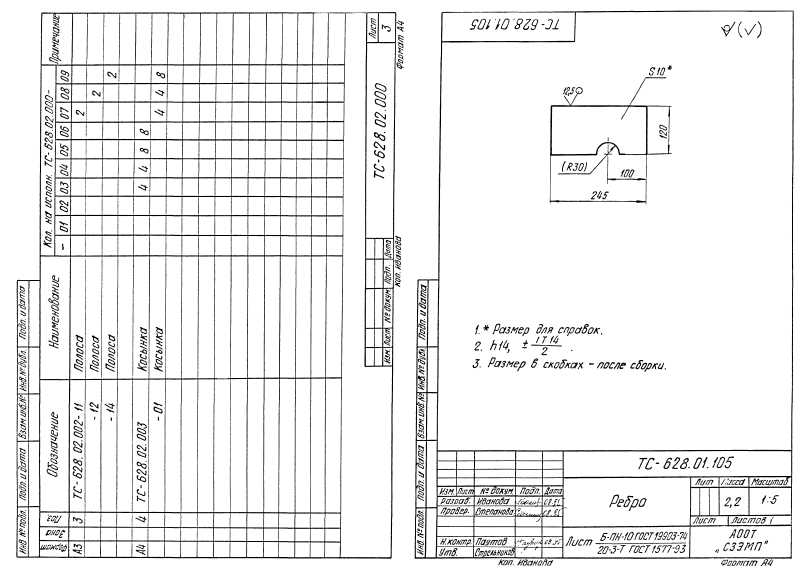 Формат Зона Поз. Обозначение Наименование Кол. на исполн. ТС-628.02.000- Примечание
- 01 02 03 04 05 06 07 08 09
А3 3 ТС-628.02.002-11 Полоса 2
-12 Полоса 2
-14 Полоса 2
А4 4 ТС-628.02.003 Косынка 4 4 8 8
-01 Косынка 4 4 8
Инв.№ подл. Подп. и дата Взам инв.№ Инв.№ дубл. Подп. и дата
Изм Лист № докум Подп. Дата
ТС-628.02.000
Лист
3
Коп. Иванова
Формат А4
ТС-628.01.105
(√)
12,5
S10*
120
(R30)
100
245
1. * Размер для справок.
2. h14, ± IT14/2 .
3. Размер в скобках - после сборки.
Инв.№ подл. Подп. и дата Взам инв.№ Инв.№ дубл. Подп. и дата
ТС-628.01.105
Изм. Лист № докум Подп. Дата
Разраб. Иванова 08.95
Провер. Степанова 08.95
Н.контр. Паутов 08.95
Утв. Стрельников
Ребро
Лит Масса Масштаб
2,2 1:5
Лист Листов 1
Лист Б-ПН-10 ГОСТ 19903-74
20-3-Т ГОСТ 1577-93
АООТ
„СЗЭМП"
Коп. Иванова
Формат А4